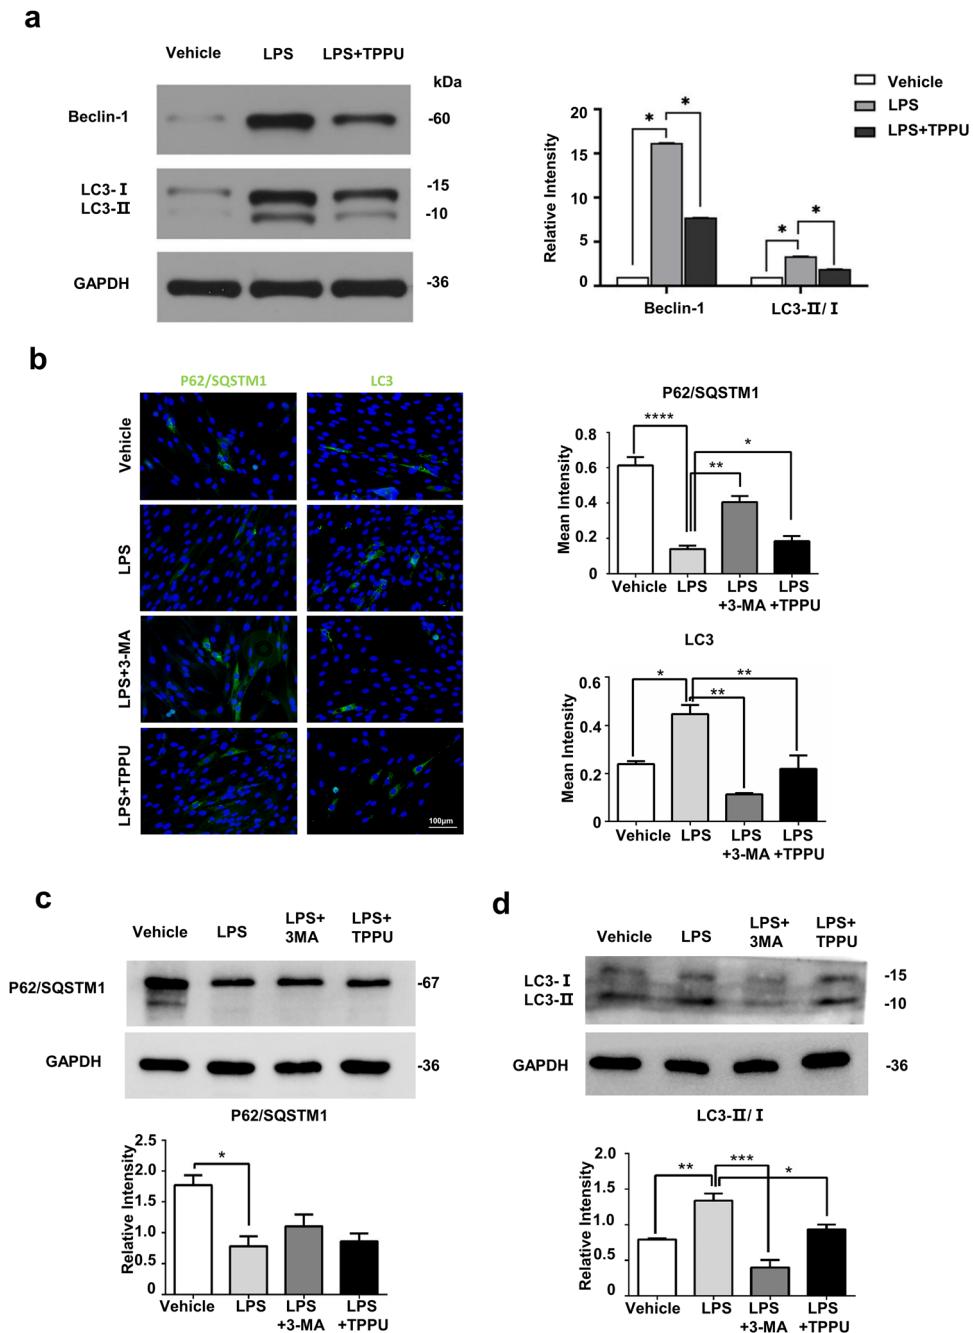 a
Vehicle LPS LPS+TPPU
kDa
Beclin-1 -60
LC3-Ⅰ -15
LC3-Ⅱ -10
GAPDH -36
Vehicle
LPS
LPS+TPPU
Relative Intensity
20
15
10
5
0
* *
* *
Beclin-1 LC3-Ⅱ/Ⅰ
b
P62/SQSTM1 LC3
Vehicle
LPS
LPS+3-MA
LPS+TPPU
100μm
P62/SQSTM1
Mean Intensity
0.8
0.6
0.4
0.2
0
**** ** *
Vehicle LPS LPS LPS
+3-MA +TPPU
LC3
Mean Intensity
0.6
0.4
0.2
0
* ** **
Vehicle LPS LPS LPS
+3-MA +TPPU
c
Vehicle LPS LPS+ LPS+
3MA TPPU
P62/SQSTM1 -67
GAPDH -36
P62/SQSTM1
Relative Intensity
2.5
2.0
1.5
1.0
0.5
0
*
Vehicle LPS LPS LPS
+3-MA +TPPU
d
Vehicle LPS LPS+ LPS+
3MA TPPU
LC3-Ⅰ -15
LC3-Ⅱ -10
GAPDH -36
LC3-Ⅱ/Ⅰ
Relative Intensity
2.0
1.5
1.0
0.5
0
** *** *
Vehicle LPS LPS LPS
+3-MA +TPPU